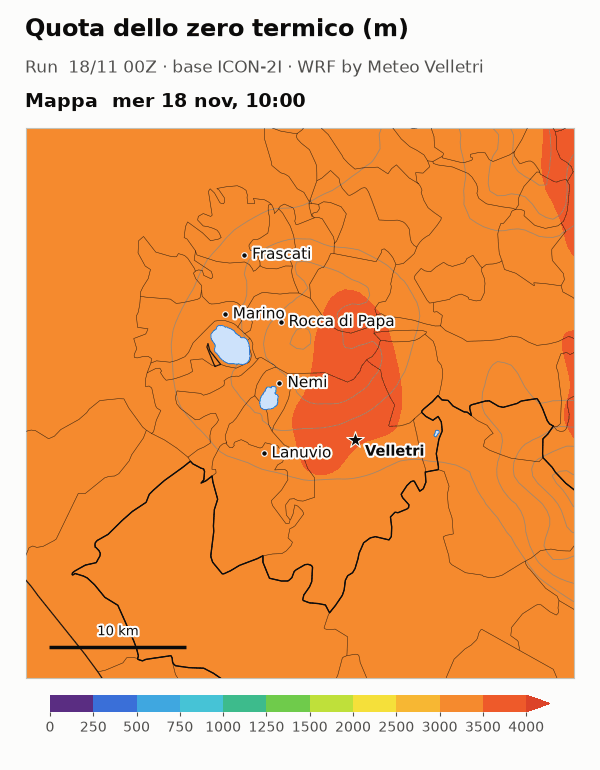 Quota dello zero termico (m)
Run  18/11 00Z · base ICON-2I · WRF by Meteo Velletri
Mappa  mer 18 nov, 10:00
Frascati
Marino
Rocca di Papa
Nemi
Velletri
Lanuvio
10 km
0 250 500 750 1000 1250 1500 2000 2500 3000 3500 4000